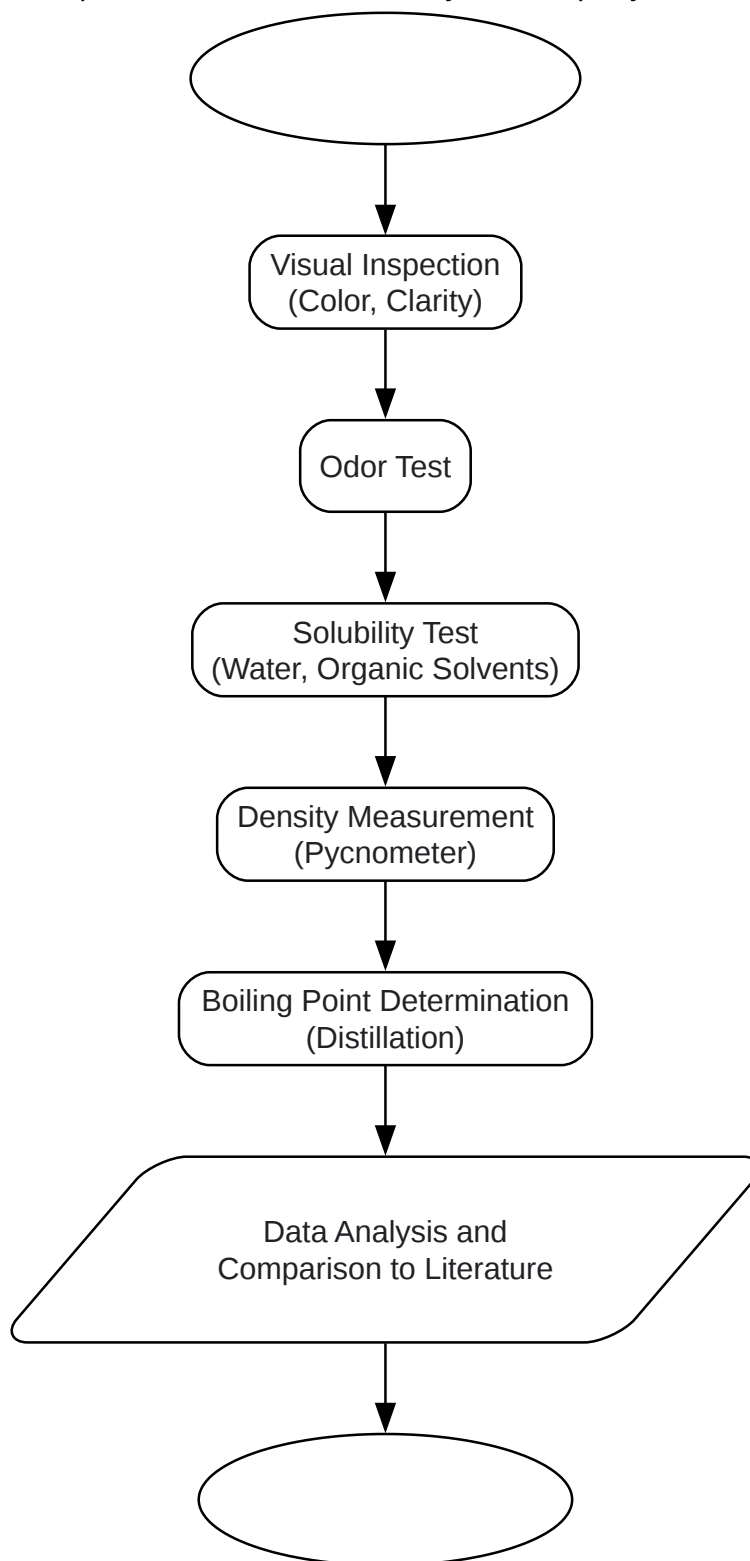 Visual Inspection
(Color, Clarity)
Odor Test
Solubility Test
(Water, Organic Solvents)
Density Measurement
(Pycnometer)
Boiling Point Determination
(Distillation)
Data Analysis and
Comparison to Literature